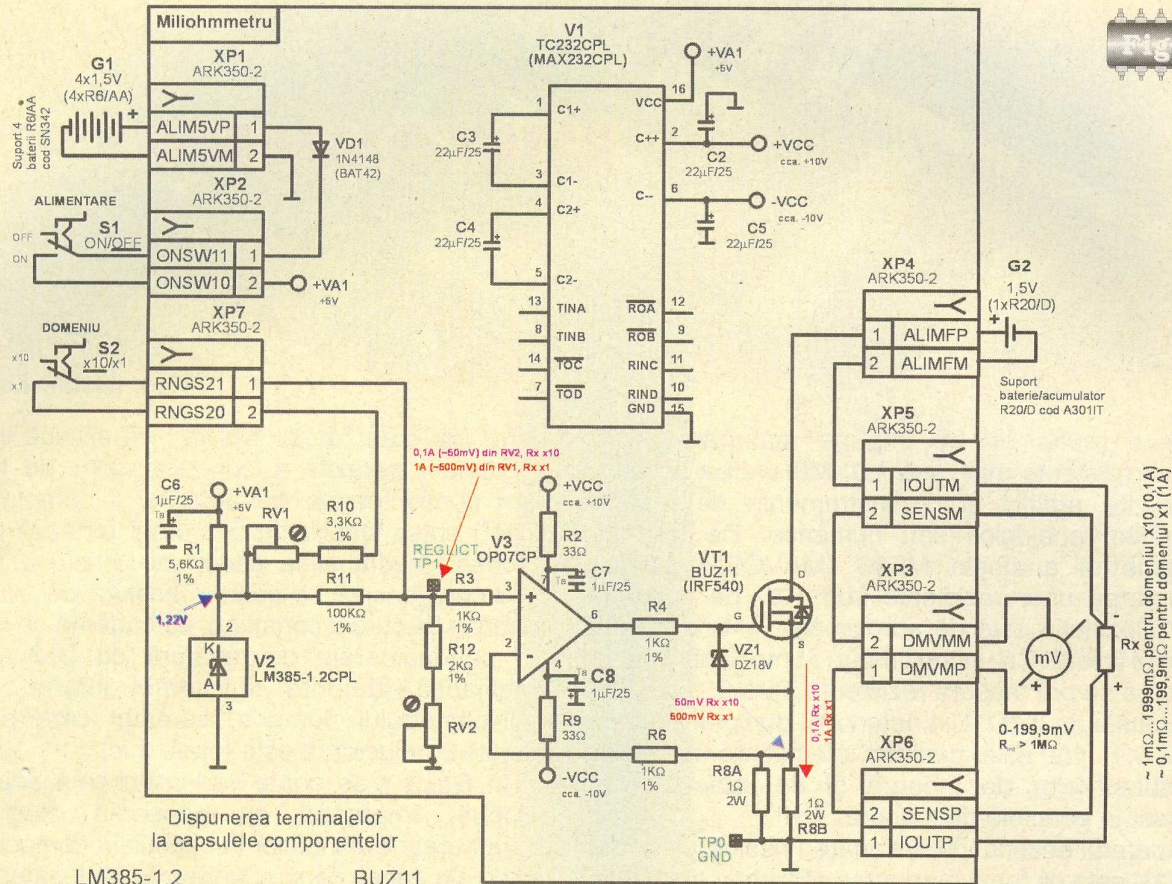 Miliohmmetru
Fig
G1
4x1,5V
(4xR6/AA)
Suport 4
baterii R6/AA
cod SN342
XP1
ARK350-2
ALIM5VP 1
ALIM5VM 2
VD1
1N4148
(BAT42)
XP2
ARK350-2
ALIMENTARE
OFF
ON
S1
ON/OFF
ONSW11 1
ONSW10 2
+VA1
+5V
XP7
ARK350-2
DOMENIU
x10
x1
S2
x10/x1
RNGS21 1
RNGS20 2
V1
TC232CPL
(MAX232CPL)
C3
22µF/25
C4
22µF/25
1 C1+
3 C1-
4 C2+
5 C2-
13 TINA
8 TINB
14 TOC
7 TOD
16 VCC
2 C++
6 C--
12 ROA
9 ROB
11 RINC
10 RIND
GND 15
+VA1
+5V
C2
22µF/25
+VCC
cca. +10V
-VCC
cca. -10V
C5
22µF/25
XP4
ARK350-2
1 ALIMFP
2 ALIMFM
G2
1,5V
(1xR20/D)
Suport
baterie/acumulator
R20/D cod A301IT
XP5
ARK350-2
1 IOUTM
2 SENSM
XP3
ARK350-2
2 DMVMM
1 DMVMP
mV
0-199,9mV
R > 1MΩ
Rx
XP6
ARK350-2
2 SENSP
1 IOUTP
~ 1mΩ...1999mΩ pentru domeniul x10 (0,1A)
~ 0,1mΩ...199,9mΩ pentru domeniul x1 (1A)
0,1A (~50mV) din RV2, Rx x10
1A (~500mV) din RV1, Rx x1
C6
1µF/25
+VA1
+5V
R1
5,6KΩ
1%
1,22V
RV1
R10
3,3KΩ
1%
R11
100KΩ
1%
REGLICT
TP1
R3
1KΩ
1%
R12
2KΩ
1%
RV2
2
K
A
3
V2
LM385-1.2CPL
V3
OP07CP
+VCC
cca. +10V
R2
33Ω
C7
1µF/25
3
2
7
6
4
C8
1µF/25
R9
33Ω
-VCC
cca. -10V
R4
1KΩ
1%
R6
1KΩ
1%
VT1
BUZ11
(IRF540)
D
G
S
VZ1
DZ18V
50mV Rx x10
500mV Rx x1
0,1A Rx x10
1A Rx x1
R8A
1Ω
2W
1Ω
2W
R8B
TP0
GND
Dispunerea terminalelor
la capsulele componentelor
LM385-1.2 BUZ11